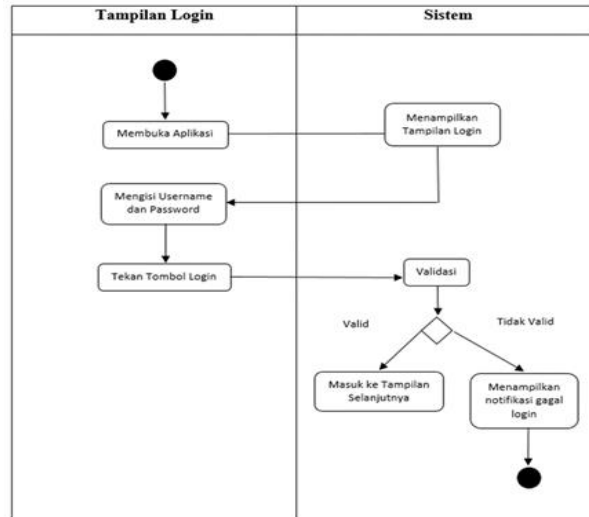 Tampilan Login
Sistem
Membuka Aplikasi
Menampilkan
Tampilan Login
Mengisi Username
dan Password
Tekan Tombol Login
Validasi
Valid
Tidak Valid
Masuk ke Tampilan
Selanjutnya
Menampilkan
notifikasi gagal
login